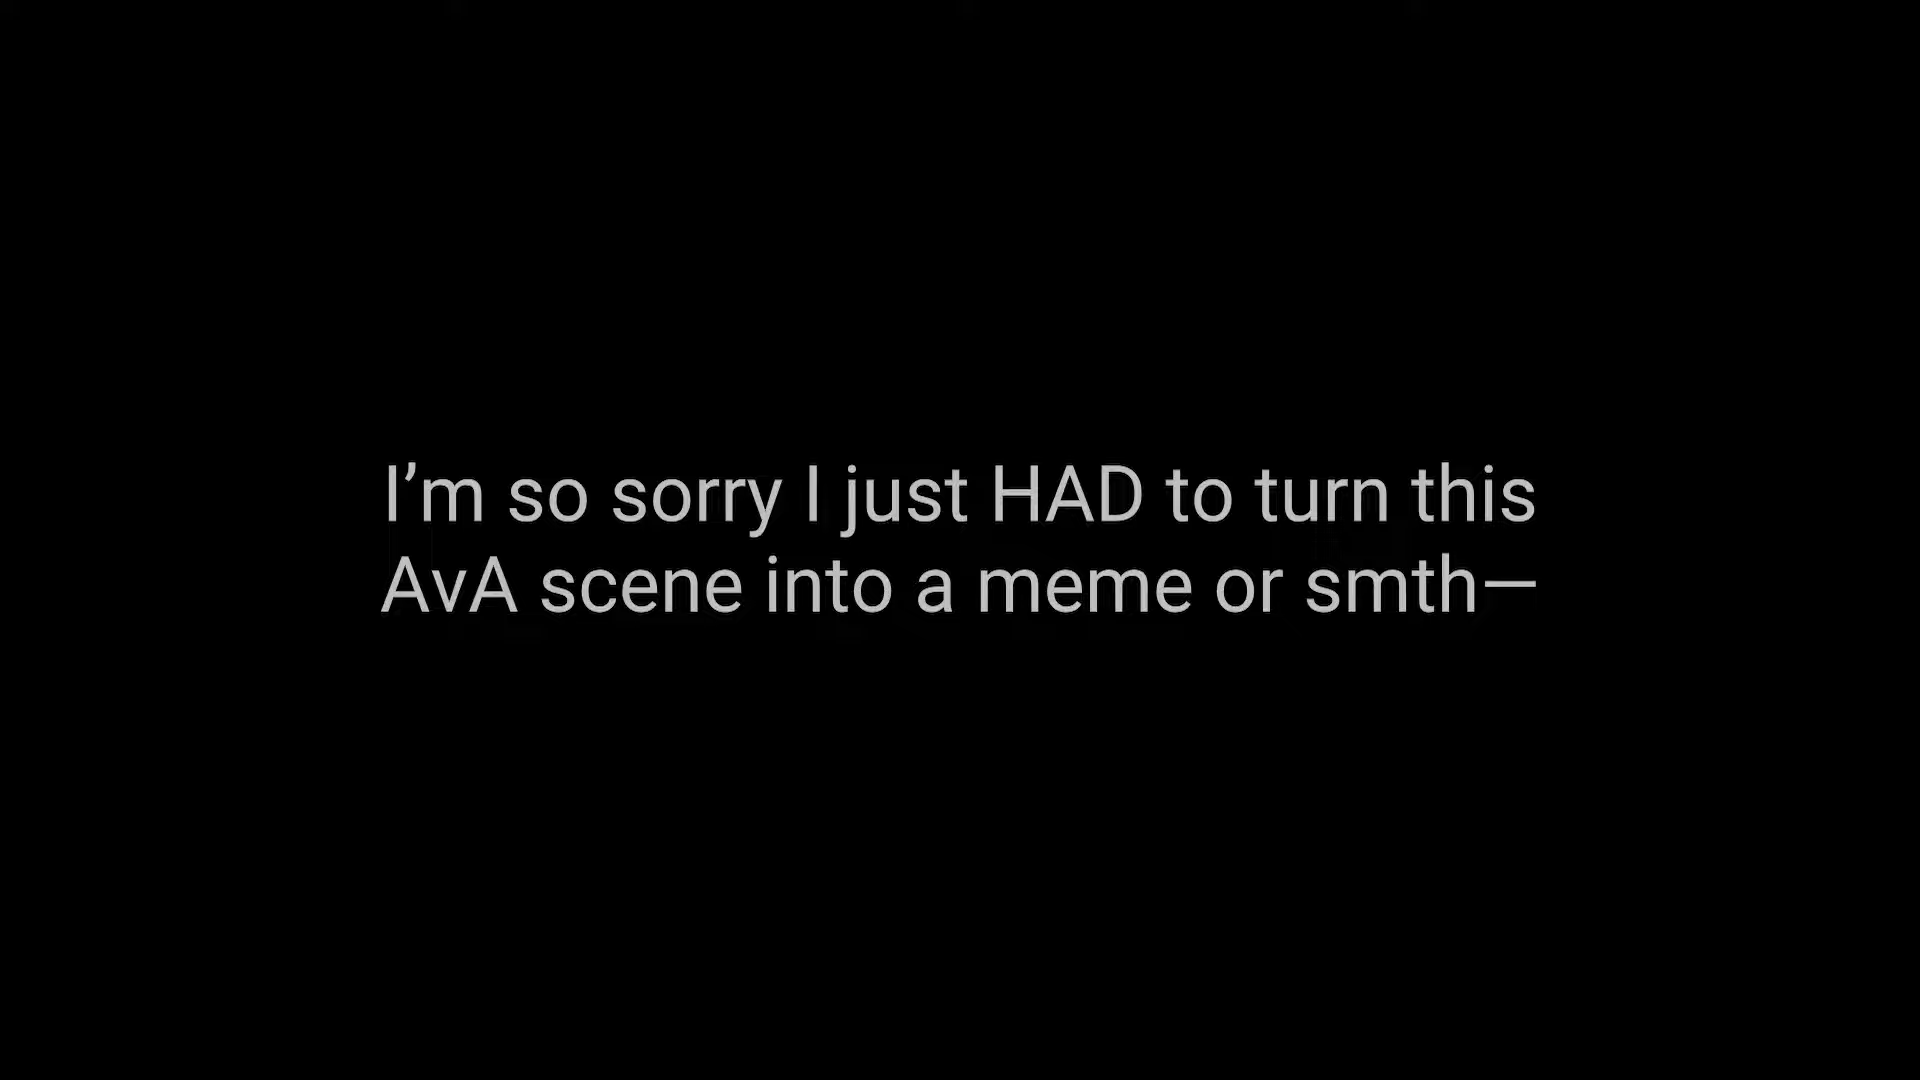 I’m so sorry I just HAD to turn this
AvA scene into a meme or smth—